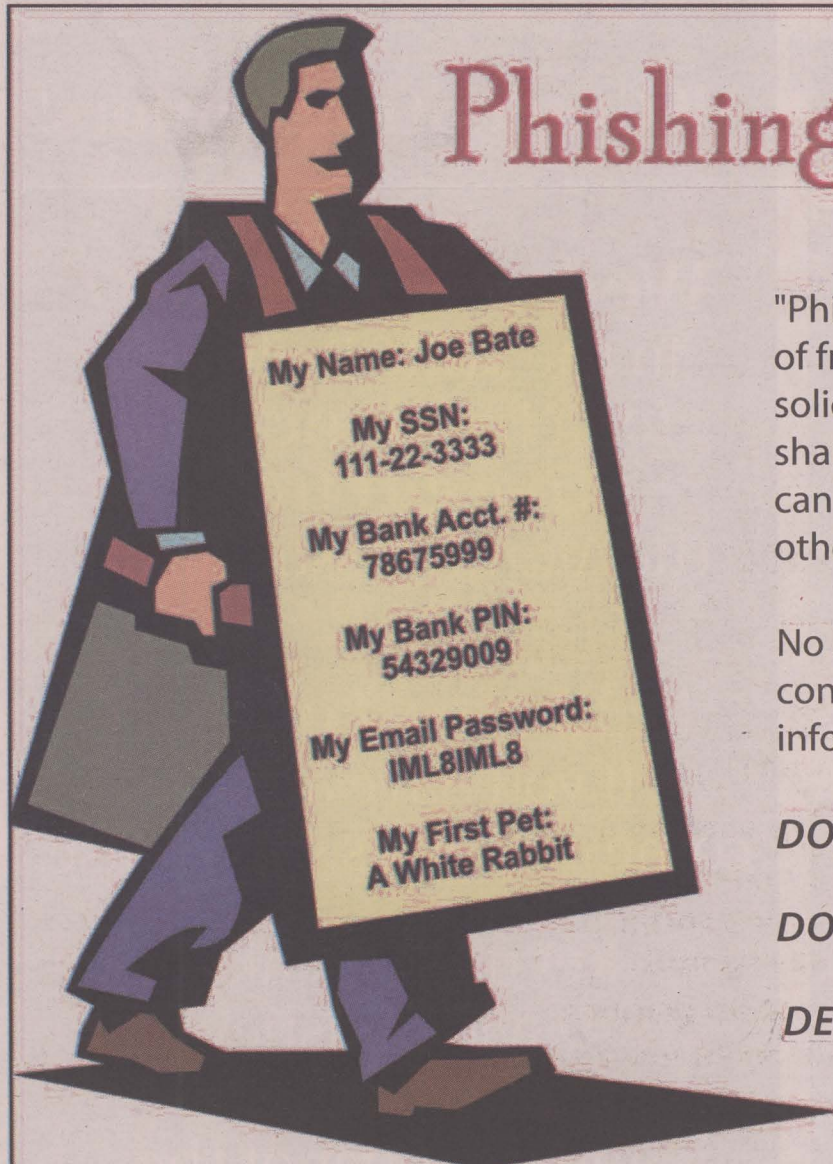 Phishing
My Name: Joe Bate
My SSN:
111-22-3333
My Bank Acct. #:
78675999
My Bank PIN:
54329009
My Email Password:
IML8IML8
My First Pet:
A White Rabbit
"Ph
of fr
solic
sha
can
othe
No
con
info
DO
DO
DE